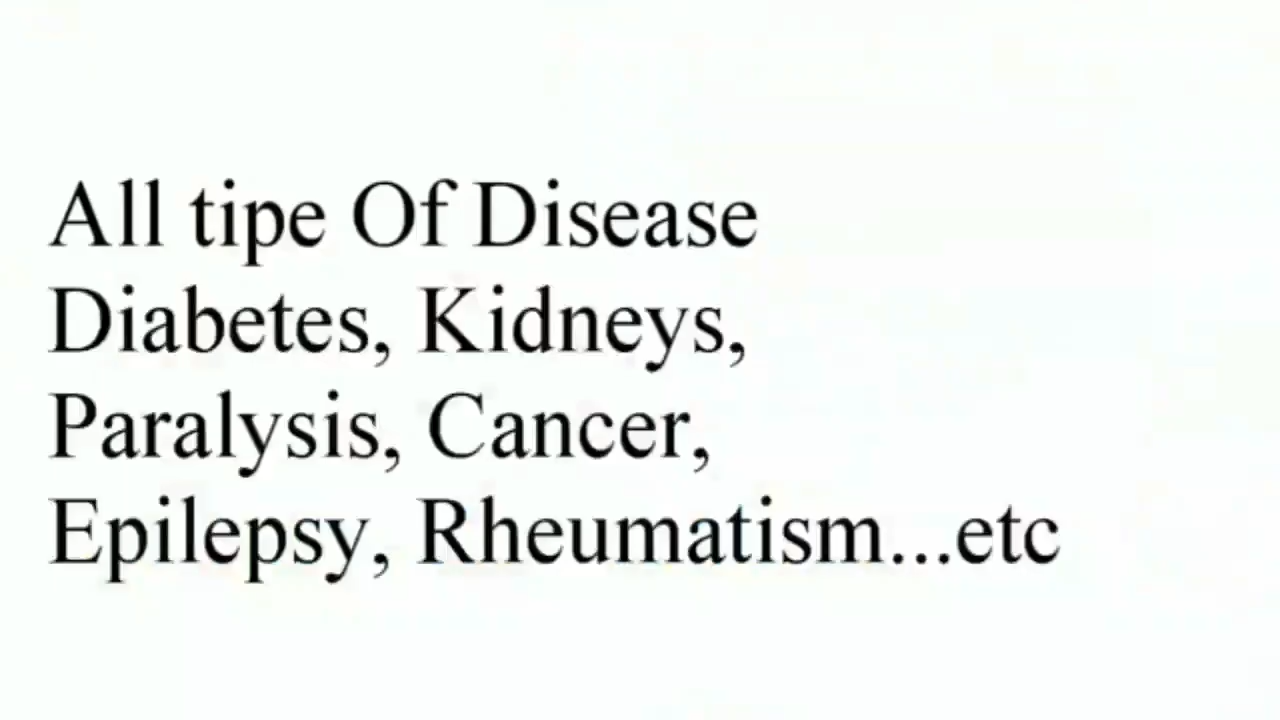 All tipe Of Disease
Diabetes, Kidneys,
Paralysis, Cancer,
Epilepsy, Rheumatism...etc